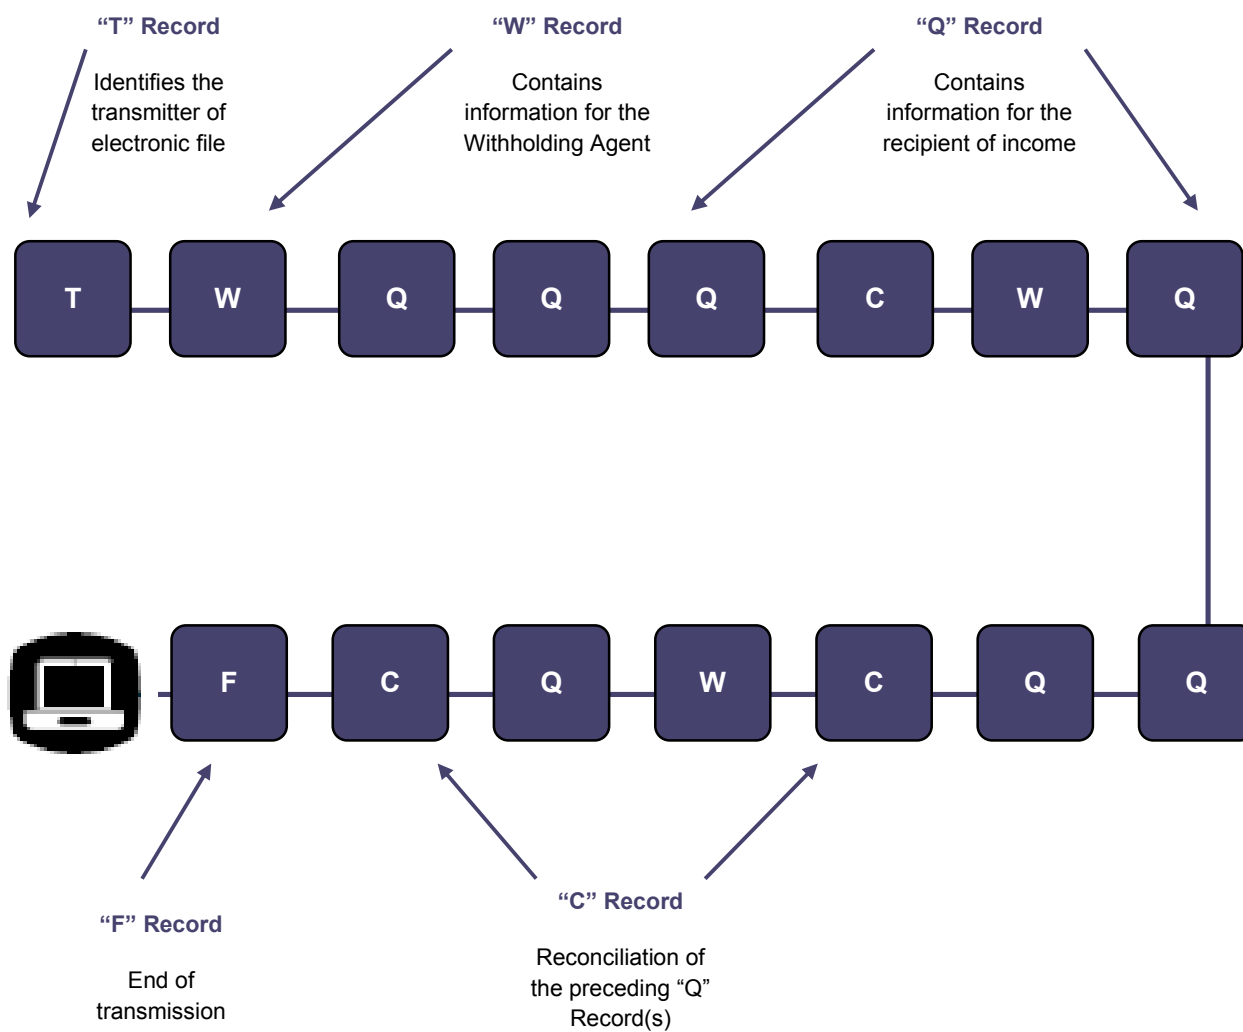 “T” Record
Identifies the
transmitter of
electronic file
“W” Record
Contains
information for the
Withholding Agent
“Q” Record
Contains
information for the
recipient of income
T
W
Q
Q
Q
C
W
Q
F
C
Q
W
C
Q
Q
“F” Record
End of
transmission
“C” Record
Reconciliation of
the preceding “Q”
Record(s)